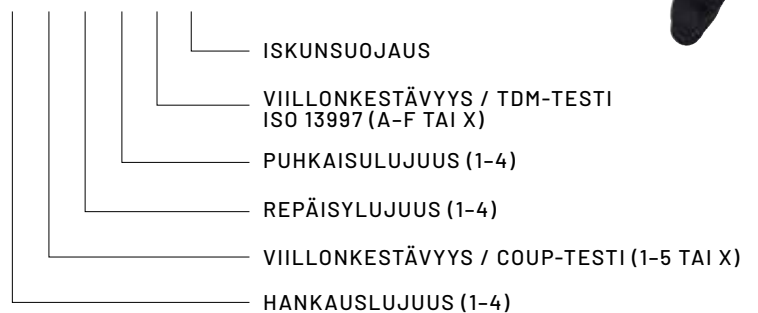 ISKUNSUOJAUS
VIILLONKESTÄVYYS / TDM-TESTI
ISO 13997 (A–F TAI X)
PUHKAISULUJUUS (1–4)
REPÄISYLUJUUS (1–4)
VIILLONKESTÄVYYS / COUP-TESTI (1–5 TAI X)
HANKAUSLUJUUS (1–4)